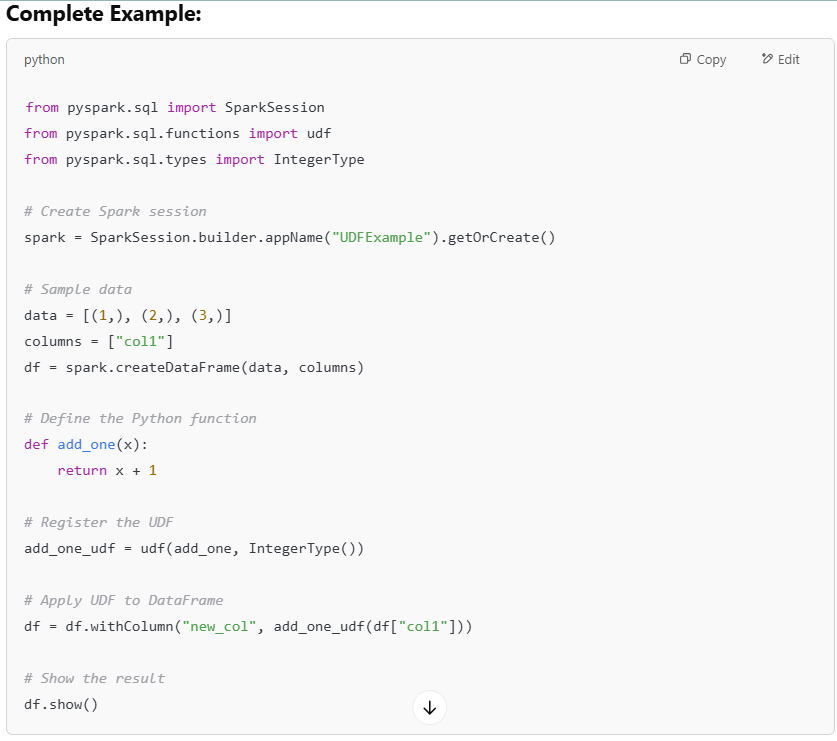 Complete Example:
python
Copy
Edit
from pyspark.sql import SparkSession
from pyspark.sql.functions import udf
from pyspark.sql.types import IntegerType
# Create Spark session
spark = SparkSession.builder.appName("UDFExample").getOrCreate()
# Sample data
data = [(1,), (2,), (3,)]
columns = ["col1"]
df = spark.createDataFrame(data, columns)
# Define the Python function
def add_one(x):
    return x + 1
# Register the UDF
add_one_udf = udf(add_one, IntegerType())
# Apply UDF to DataFrame
df = df.withColumn("new_col", add_one_udf(df["col1"]))
# Show the result
df.show()